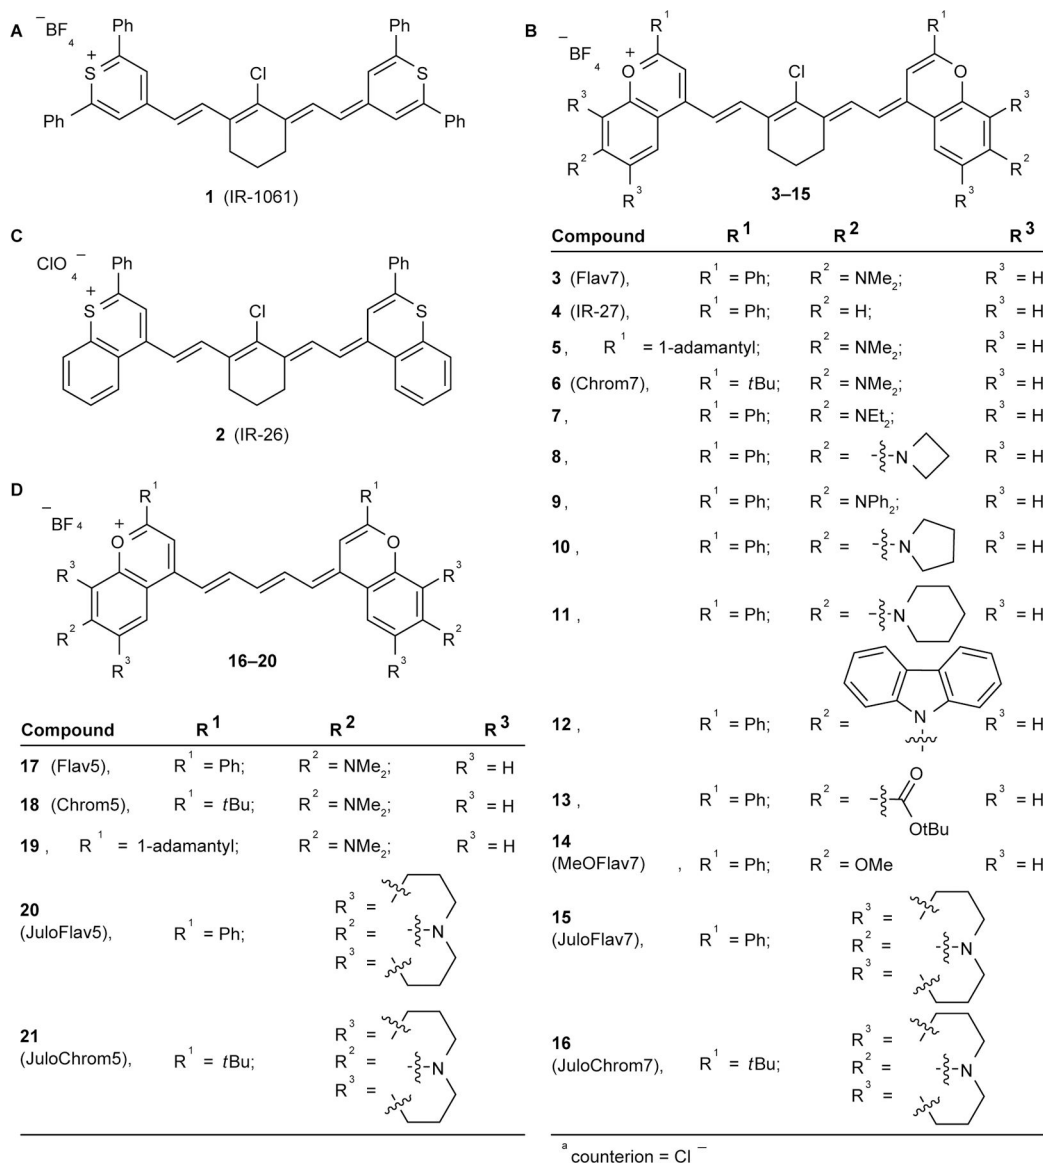 A
−BF4
Ph
Ph
S
+
Cl
Ph
S
Ph
1 (IR-1061)
B
−BF4
R1
R1
+
O
Cl
O
R3
R3
R2
R2
R3
R3
3–15
C
ClO4−
Ph
Ph
+
S
Cl
S
2 (IR-26)
D
−BF4
R1
R1
+
O
O
R3
R3
R2
R2
R3
R3
16–20
Compound R1 R2 R3
17 (Flav5), R1 = Ph; R2 = NMe2; R3 = H
18 (Chrom5), R1 = tBu; R2 = NMe2; R3 = H
19 , R1 = 1-adamantyl; R2 = NMe2; R3 = H
20
(JuloFlav5), R1 = Ph;
R3 =
R2 = N
R3 =
21
(JuloChrom5), R1 = tBu;
R3 =
R2 = N
R3 =
Compound R1 R2 R3
3 (Flav7), R1 = Ph; R2 = NMe2; R3 = H
4 (IR-27), R1 = Ph; R2 = H; R3 = H
5 , R1 = 1-adamantyl; R2 = NMe2; R3 = H
6 (Chrom7), R1 = tBu; R2 = NMe2; R3 = H
7 , R1 = Ph; R2 = NEt2; R3 = H
8 , R1 = Ph; R2 = N R3 = H
9 , R1 = Ph; R2 = NPh2; R3 = H
10 , R1 = Ph; R2 = N R3 = H
11 , R1 = Ph; R2 = N R3 = H
12 , R1 = Ph; R2 = N R3 = H
13 , R1 = Ph; R2 = O OtBu R3 = H
14
(MeOFlav7) , R1 = Ph; R2 = OMe R3 = H
15
(JuloFlav7), R1 = Ph;
R3 =
R2 = N
R3 =
16
(JuloChrom7), R1 = tBu;
R3 =
R2 = N
R3 =
a counterion = Cl −